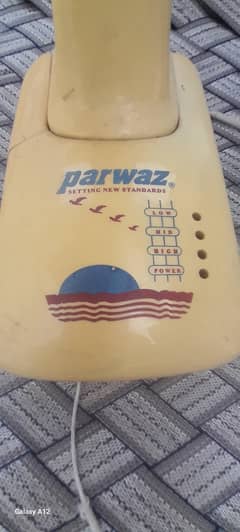 parwaz®
SETTING NEW STANDARDS
LOW
MID
HIGH
POWER
Galaxy A12